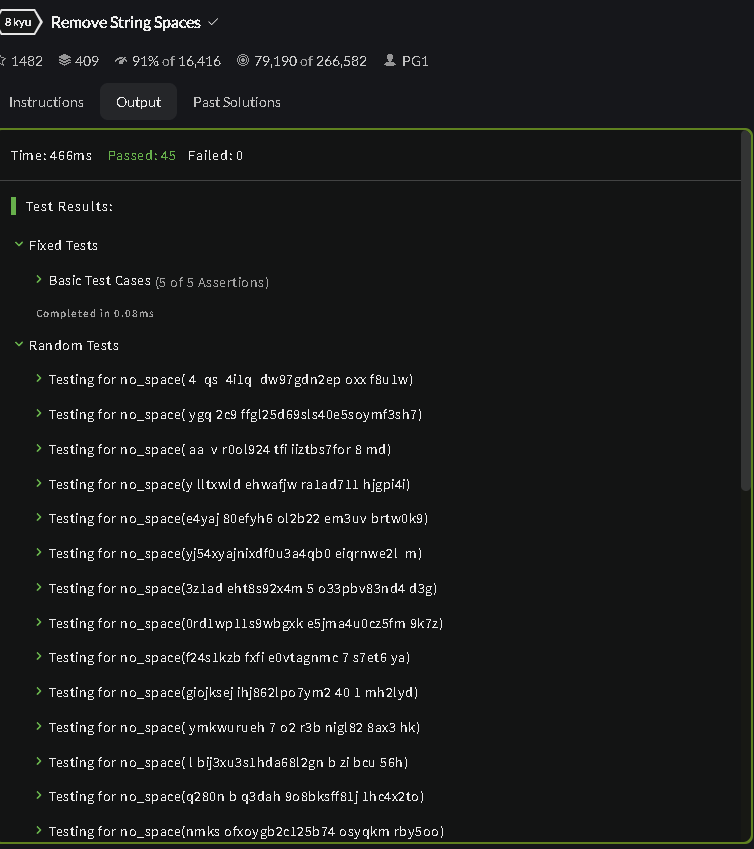 8 kyu Remove String Spaces
1482 409 91% of 16,416 79,190 of 266,582 PG1
Instructions Output Past Solutions
Time: 466ms Passed: 45 Failed: 0
Test Results:
Fixed Tests
Basic Test Cases (5 of 5 Assertions)
Completed in 0.08ms
Random Tests
Testing for no_space( 4  qs  4i1q  dw97gdn2ep oxx f8u1w)
Testing for no_space( ygq 2c9 ffgl25d69sls40e5soymf3sh7)
Testing for no_space( aa  v r0ol924 tfi iiztbs7for 8 md)
Testing for no_space(y lltxwld ehwafjw ra1ad711 hjgpi4i)
Testing for no_space(e4yaj 80efyh6 ol2b22 em3uv brtw0k9)
Testing for no_space(yj54xyajnixdf0u3a4qb0 eiqrnwe2l  m)
Testing for no_space(3z1ad eht8s92x4m 5 o33pbv83nd4 d3g)
Testing for no_space(0rd1wp11s9wbgxk e5jma4u0cz5fm 9k7z)
Testing for no_space(f24s1kzb fxfi e0vtagnmc 7 s7et6 ya)
Testing for no_space(giojksej ihj862lpo7ym2 40 1 mh2lyd)
Testing for no_space( ymkwurueh 7 o2 r3b nigl82 8ax3 hk)
Testing for no_space( l bij3xu3s1hda68l2gn b zi bcu 56h)
Testing for no_space(q280n b q3dah 9o8bksff81j 1hc4x2to)
Testing for no_space(nmks ofxoygb2c125b74 osyqkm rby5oo)